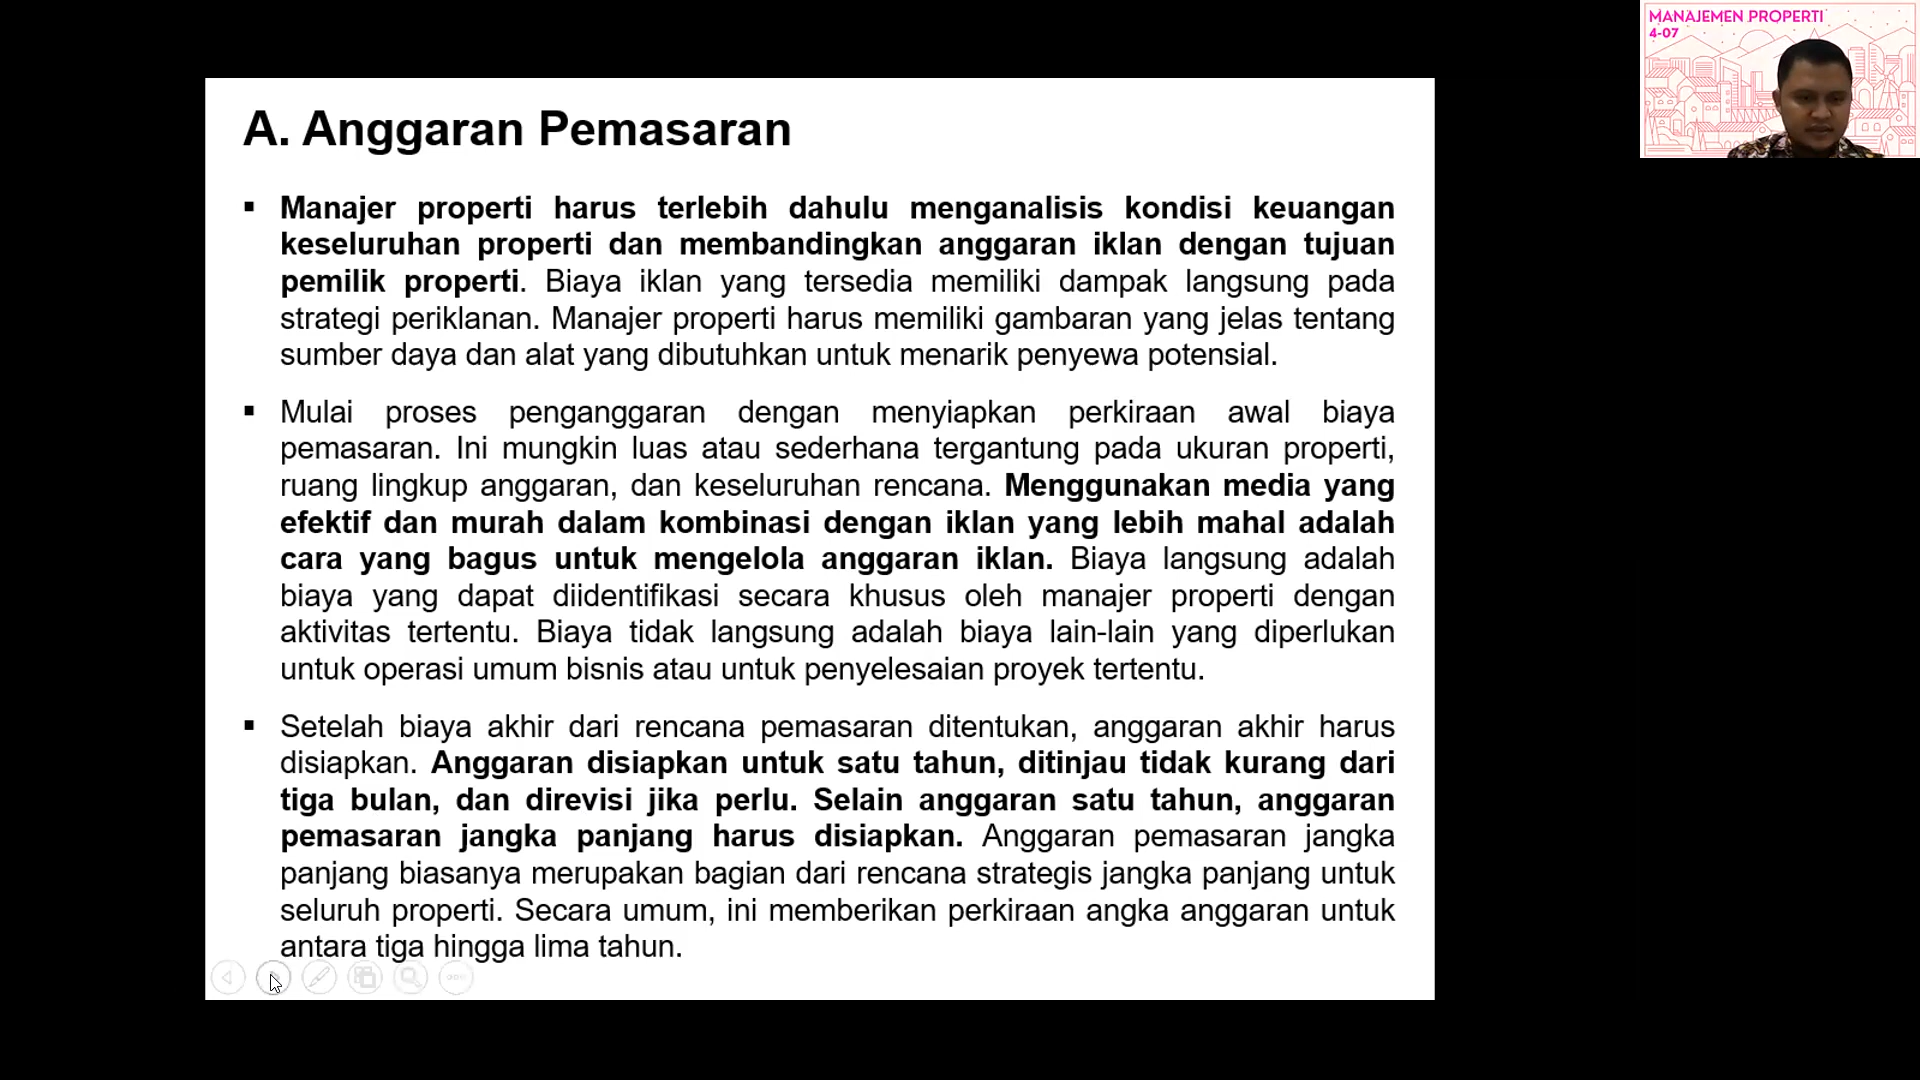 MANAJEMEN PROPERTI
4-07
A. Anggaran Pemasaran
▪ Manajer properti harus terlebih dahulu menganalisis kondisi keuangan
keseluruhan properti dan membandingkan anggaran iklan dengan tujuan
pemilik properti. Biaya iklan yang tersedia memiliki dampak langsung pada
strategi periklanan. Manajer properti harus memiliki gambaran yang jelas tentang
sumber daya dan alat yang dibutuhkan untuk menarik penyewa potensial.
▪ Mulai proses penganggaran dengan menyiapkan perkiraan awal biaya
pemasaran. Ini mungkin luas atau sederhana tergantung pada ukuran properti,
ruang lingkup anggaran, dan keseluruhan rencana. Menggunakan media yang
efektif dan murah dalam kombinasi dengan iklan yang lebih mahal adalah
cara yang bagus untuk mengelola anggaran iklan. Biaya langsung adalah
biaya yang dapat diidentifikasi secara khusus oleh manajer properti dengan
aktivitas tertentu. Biaya tidak langsung adalah biaya lain-lain yang diperlukan
untuk operasi umum bisnis atau untuk penyelesaian proyek tertentu.
▪ Setelah biaya akhir dari rencana pemasaran ditentukan, anggaran akhir harus
disiapkan. Anggaran disiapkan untuk satu tahun, ditinjau tidak kurang dari
tiga bulan, dan direvisi jika perlu. Selain anggaran satu tahun, anggaran
pemasaran jangka panjang harus disiapkan. Anggaran pemasaran jangka
panjang biasanya merupakan bagian dari rencana strategis jangka panjang untuk
seluruh properti. Secara umum, ini memberikan perkiraan angka anggaran untuk
antara tiga hingga lima tahun.